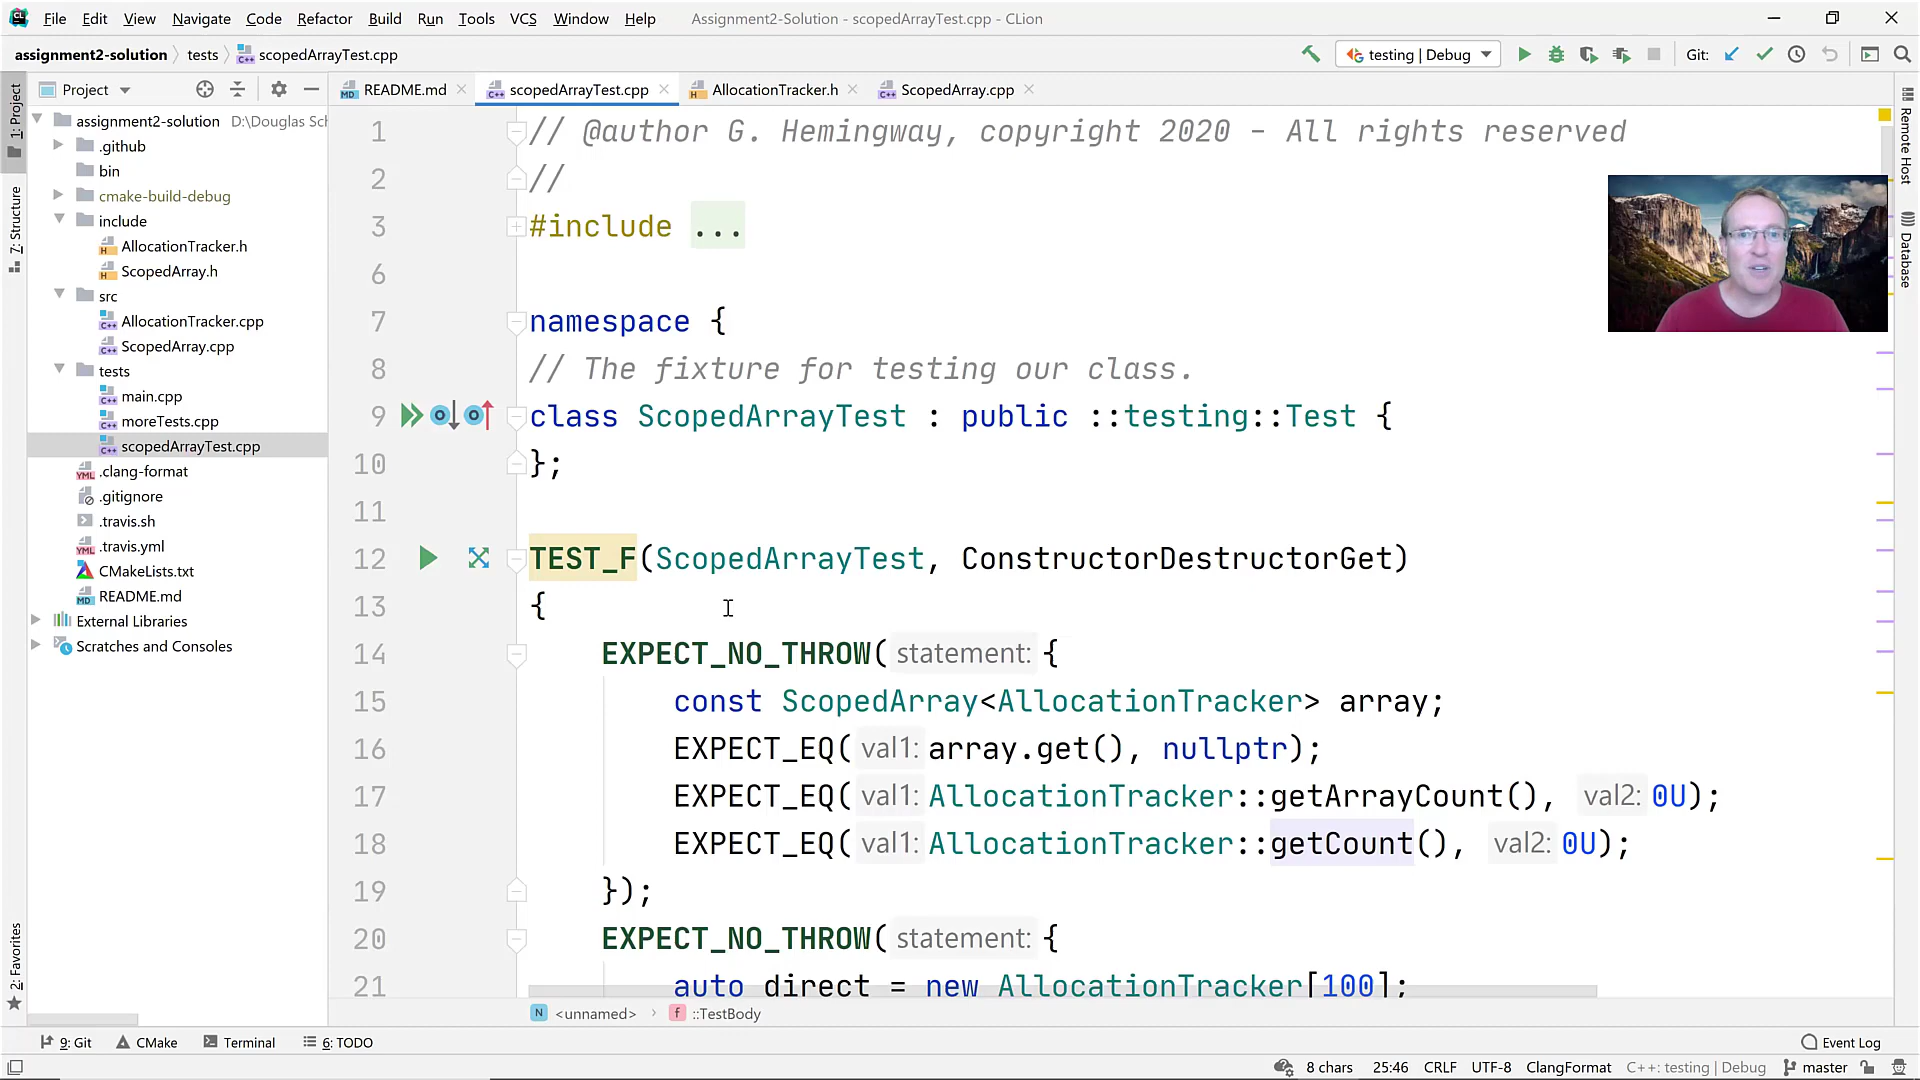 File Edit View Navigate Code Refactor Build Run Tools VCS Window Help Assignment2-Solution - scopedArrayTest.cpp - CLion
assignment2-solution tests scopedArrayTest.cpp testing | Debug Git:
Project README.md scopedArrayTest.cpp AllocationTracker.h ScopedArray.cpp
1: Project
7: Structure
2: Favorites
assignment2-solution D:\Douglas Sch
.github
bin
cmake-build-debug
include
AllocationTracker.h
ScopedArray.h
src
AllocationTracker.cpp
ScopedArray.cpp
tests
main.cpp
moreTests.cpp
scopedArrayTest.cpp
.clang-format
.gitignore
.travis.sh
.travis.yml
CMakeLists.txt
README.md
External Libraries
Scratches and Consoles
1 // @author G. Hemingway, copyright 2020 - All rights reserved
2 //
3 #include ...
6
7 namespace {
8 // The fixture for testing our class.
9 class ScopedArrayTest : public ::testing::Test {
10 };
11
12 TEST_F(ScopedArrayTest, ConstructorDestructorGet)
13 {
14 EXPECT_NO_THROW( statement: {
15 const ScopedArray<AllocationTracker> array;
16 EXPECT_EQ( val1: array.get(), nullptr);
17 EXPECT_EQ( val1: AllocationTracker::getArrayCount(), val2: 0U);
18 EXPECT_EQ( val1: AllocationTracker::getCount(), val2: 0U);
19 });
20 EXPECT_NO_THROW( statement: {
21 auto direct = new AllocationTracker[100];
Remote Host
Database
<unnamed> ::TestBody
9: Git CMake Terminal 6: TODO Event Log
8 chars 25:46 CRLF UTF-8 ClangFormat C++: testing | Debug master